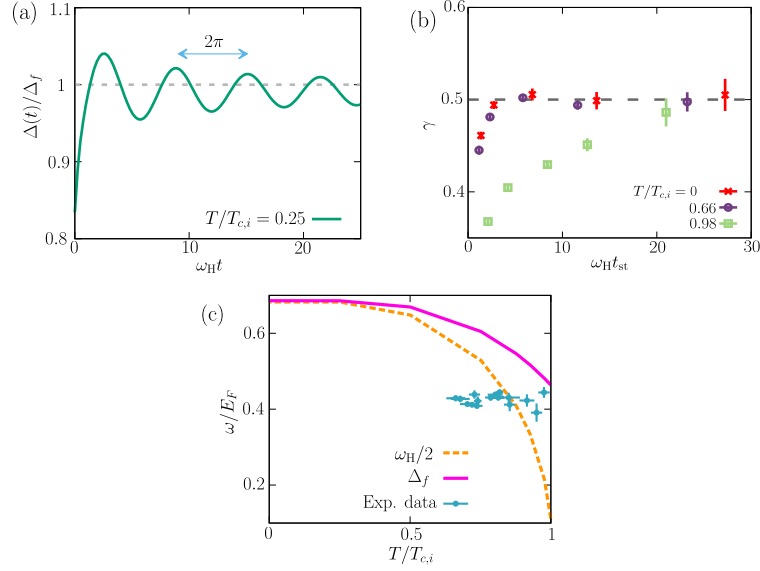 (a)
1.1
1
0.9
0.8
Δ(t)/Δ_f
2π
T/T_{c,i} = 0.25
0 10 20
ω_H t
(b)
0.6
0.5
0.4
γ
T/T_{c,i} = 0
0.66
0.98
0 10 20 30
ω_H t_st
(c)
0.6
0.4
0.2
ω/E_F
ω_H/2
Δ_f
Exp. data
0 0.5 1
T/T_{c,i}